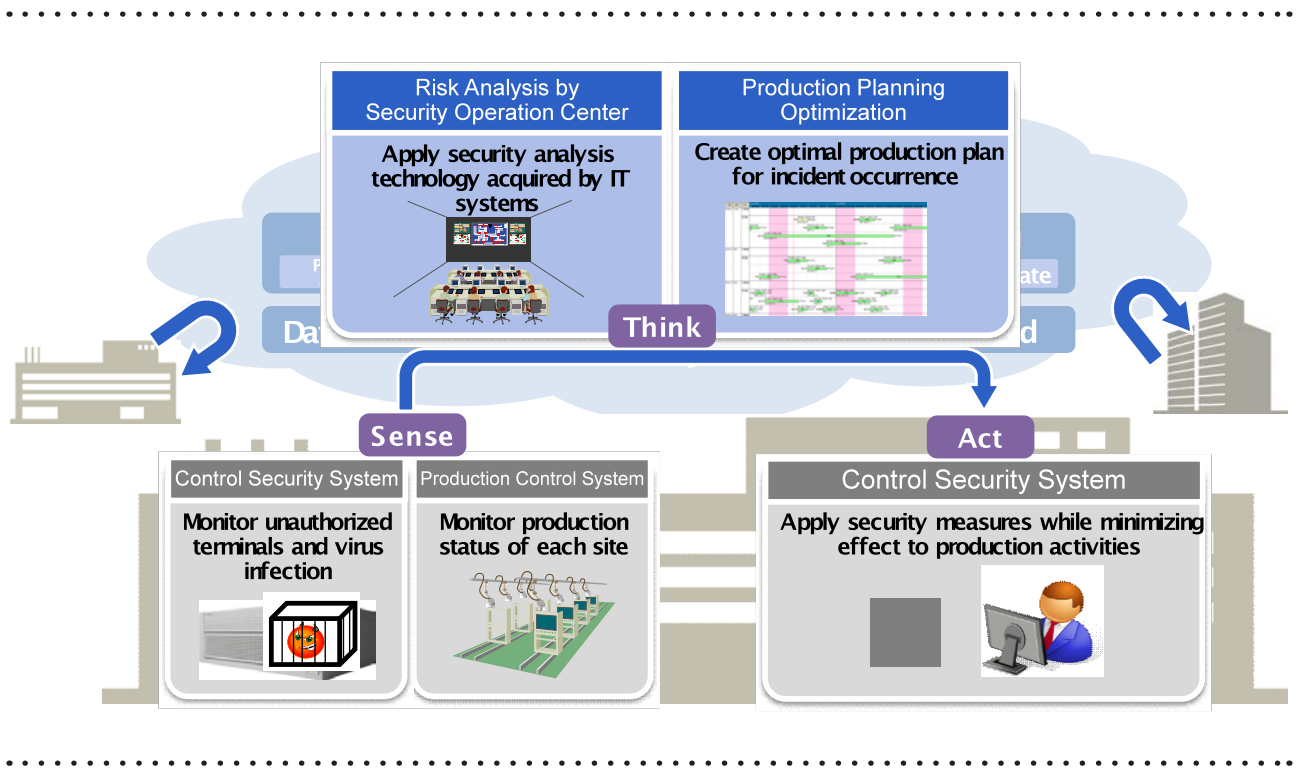 Risk Analysis by
Security Operation Center
Apply security analysis
technology acquired by IT
systems
Production Planning
Optimization
Create optimal production plan
for incident occurrence
Think
Sense
Control Security System
Monitor unauthorized
terminals and virus
infection
Production Control System
Monitor production
status of each site
Act
Control Security System
Apply security measures while minimizing
effect to production activities